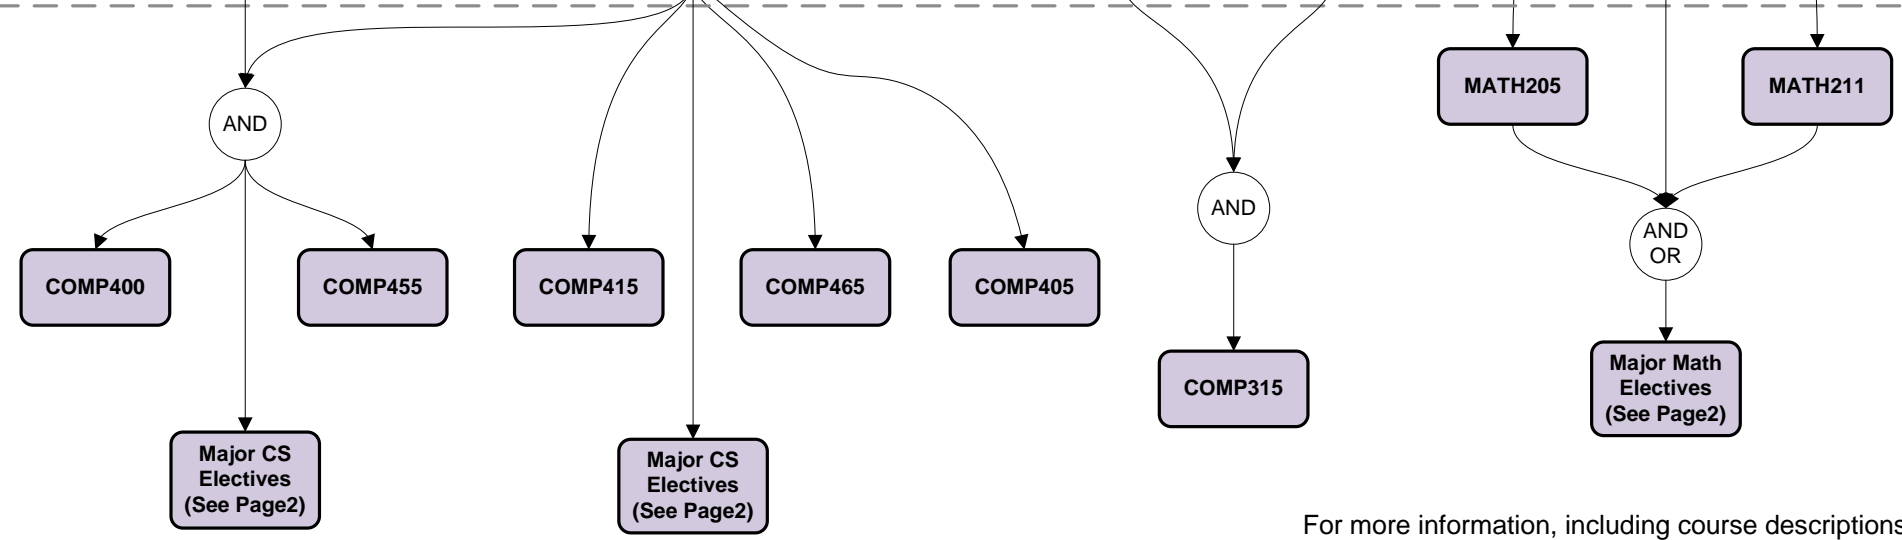 MATH205
MATH211
AND
AND
AND
OR
COMP400
COMP455
COMP415
COMP465
COMP405
COMP315
Major Math
Electives
(See Page2)
Major CS
Electives
(See Page2)
Major CS
Electives
(See Page2)
For more information, including course descriptions